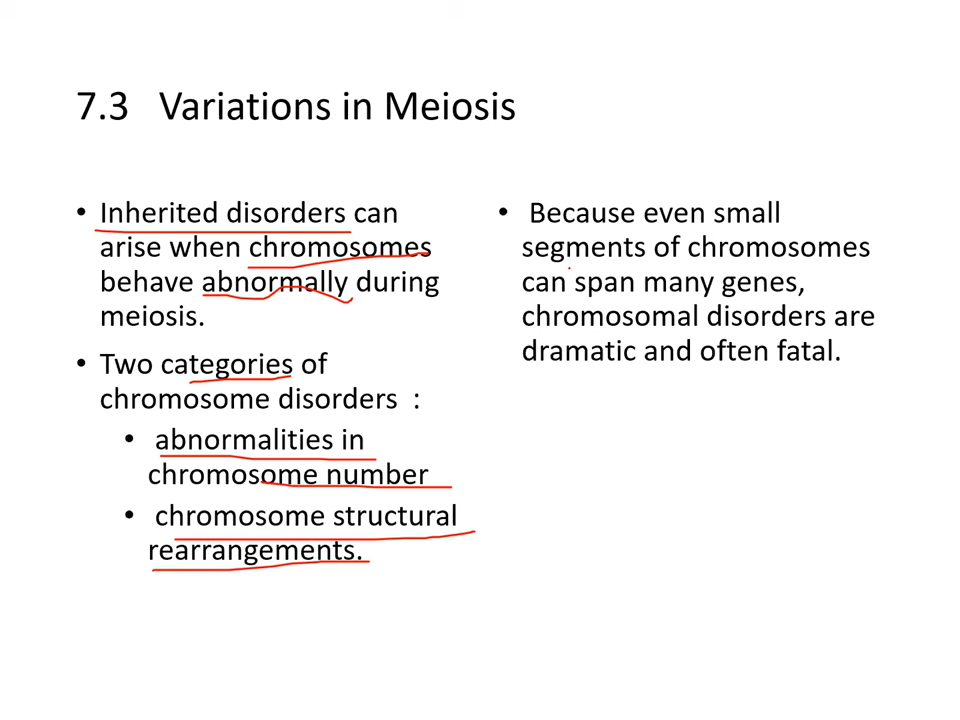 7.3 Variations in Meiosis
• Inherited disorders can
arise when chromosomes
behave abnormally during
meiosis.
• Two categories of
chromosome disorders :
• abnormalities in
chromosome number
• chromosome structural
rearrangements.
• Because even small
segments of chromosomes
can span many genes,
chromosomal disorders are
dramatic and often fatal.